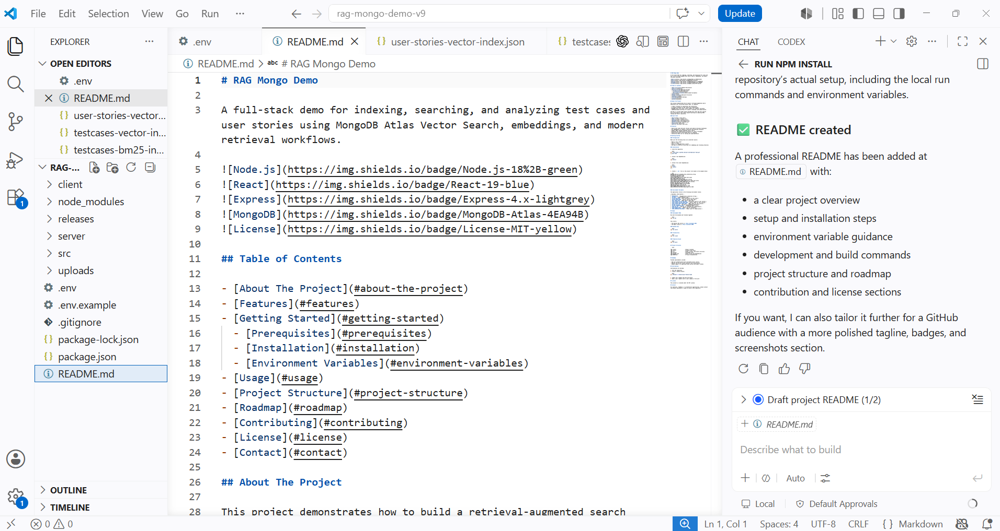 File Edit Selection View Go Run ···
rag-mongo-demo-v9
Update
EXPLORER ···
OPEN EDITORS
.env
README.md
{} user-stories-vector...
{} testcases-vector-in...
{} testcases-bm25-in...
RAG-...
client
node_modules
releases
server
src
uploads
.env
.env.example
.gitignore
{} package-lock.json
{} package.json
README.md
OUTLINE
TIMELINE
1
1
.env
README.md
{} user-stories-vector-index.json
{} testcases
README.md > abc # RAG Mongo Demo
1 # RAG Mongo Demo
2
3 A full-stack demo for indexing, searching, and analyzing test cases and
user stories using MongoDB Atlas Vector Search, embeddings, and modern
retrieval workflows.
4
5 ![Node.js](https://img.shields.io/badge/Node.js-18%2B-green)
6 ![React](https://img.shields.io/badge/React-19-blue)
7 ![Express](https://img.shields.io/badge/Express-4.x-lightgrey)
8 ![MongoDB](https://img.shields.io/badge/MongoDB-Atlas-4EA94B)
9 ![License](https://img.shields.io/badge/License-MIT-yellow)
10
11 ## Table of Contents
12
13 - [About The Project](#about-the-project)
14 - [Features](#features)
15 - [Getting Started](#getting-started)
16 - [Prerequisites](#prerequisites)
17 - [Installation](#installation)
18 - [Environment Variables](#environment-variables)
19 - [Usage](#usage)
20 - [Project Structure](#project-structure)
21 - [Roadmap](#roadmap)
22 - [Contributing](#contributing)
23 - [License](#license)
24 - [Contact](#contact)
25
26 ## About The Project
27
28 This project demonstrates how to build a retrieval-augmented search
CHAT CODEX
RUN NPM INSTALL
repository's actual setup, including the local run
commands and environment variables.
✅ README created
A professional README has been added at
README.md with:
• a clear project overview
• setup and installation steps
• environment variable guidance
• development and build commands
• project structure and roadmap
• contribution and license sections
If you want, I can also tailor it further for a GitHub
audience with a more polished tagline, badges, and
screenshots section.
Draft project README (1/2)
README.md
Describe what to build
Auto
Local Default Approvals
0 0
Ln 1, Col 1 Spaces: 4 UTF-8 CRLF {} Markdown